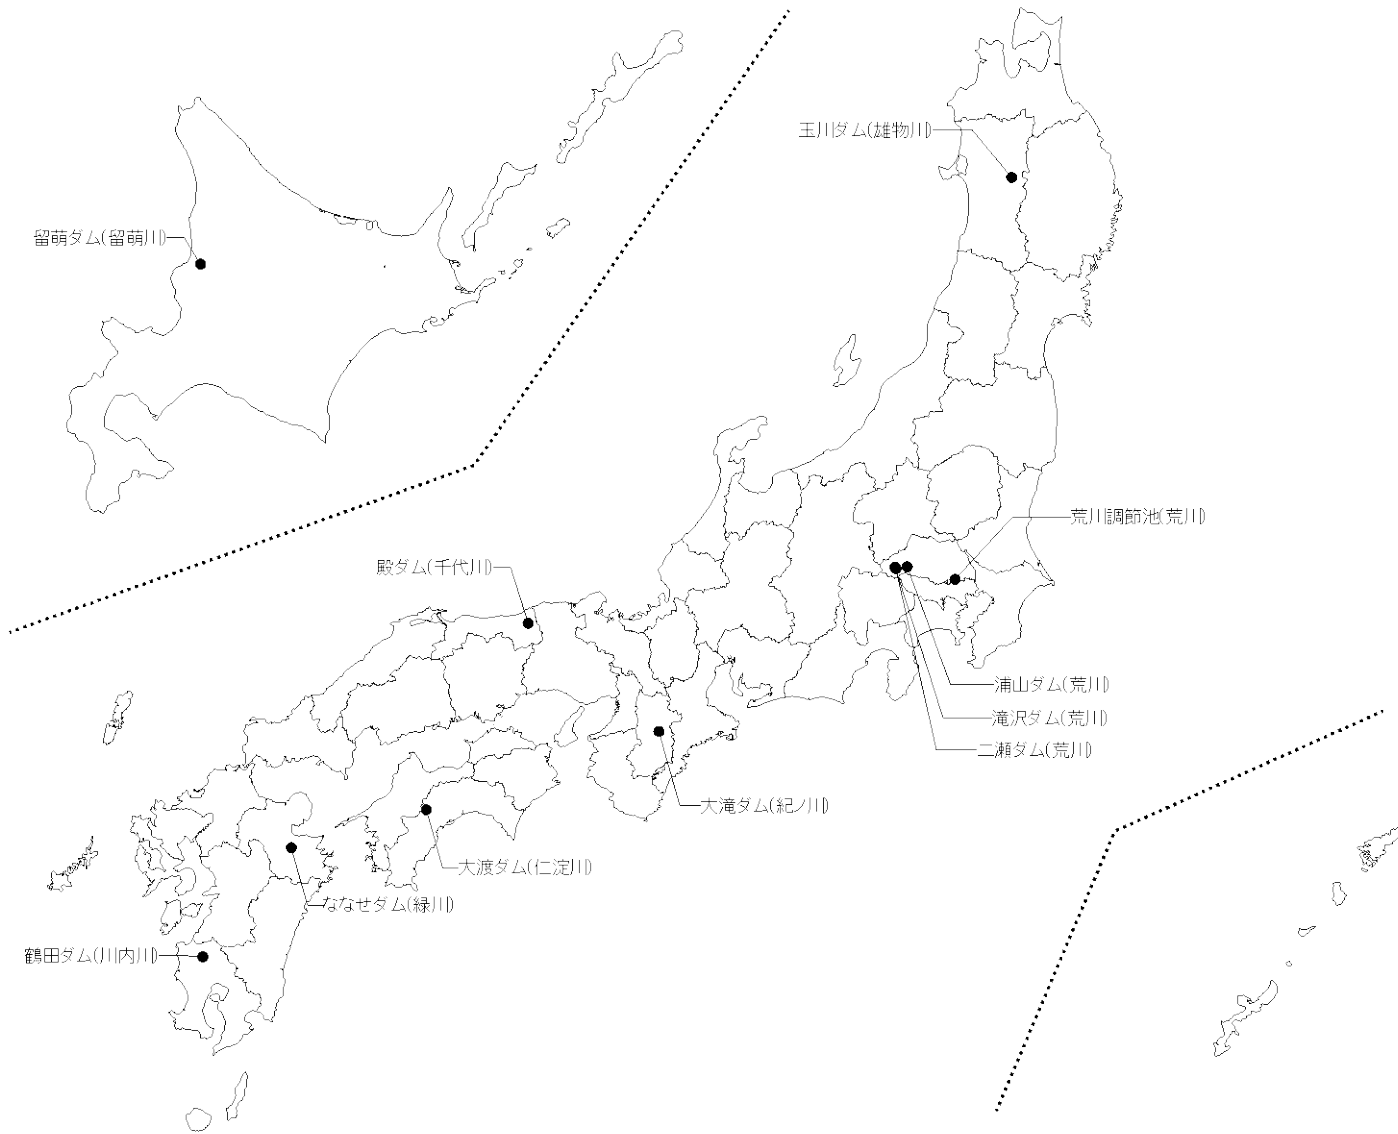 玉川ダム(雄物川)
留萌ダム(留萌川)
荒川調節池(荒川)
殿ダム(千代川)
浦山ダム(荒川)
滝沢ダム(荒川)
二瀬ダム(荒川)
大滝ダム(紀ノ川)
大渡ダム(仁淀川)
ななせダム(緑川)
鶴田ダム(川内川)